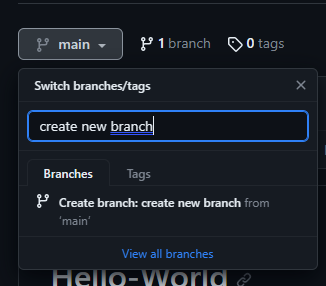 main 1 branch 0 tags
Switch branches/tags
create new branch
Branches Tags
Create branch: create new branch from
'main'
View all branches
Hello-World